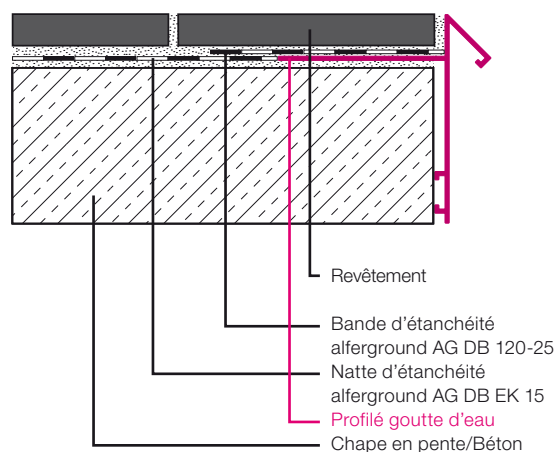 Revêtement
Bande d’étanchéité
alferground AG DB 120-25
Natte d’étanchéité
alferground AG DB EK 15
Profilé goutte d’eau
Chape en pente/Béton